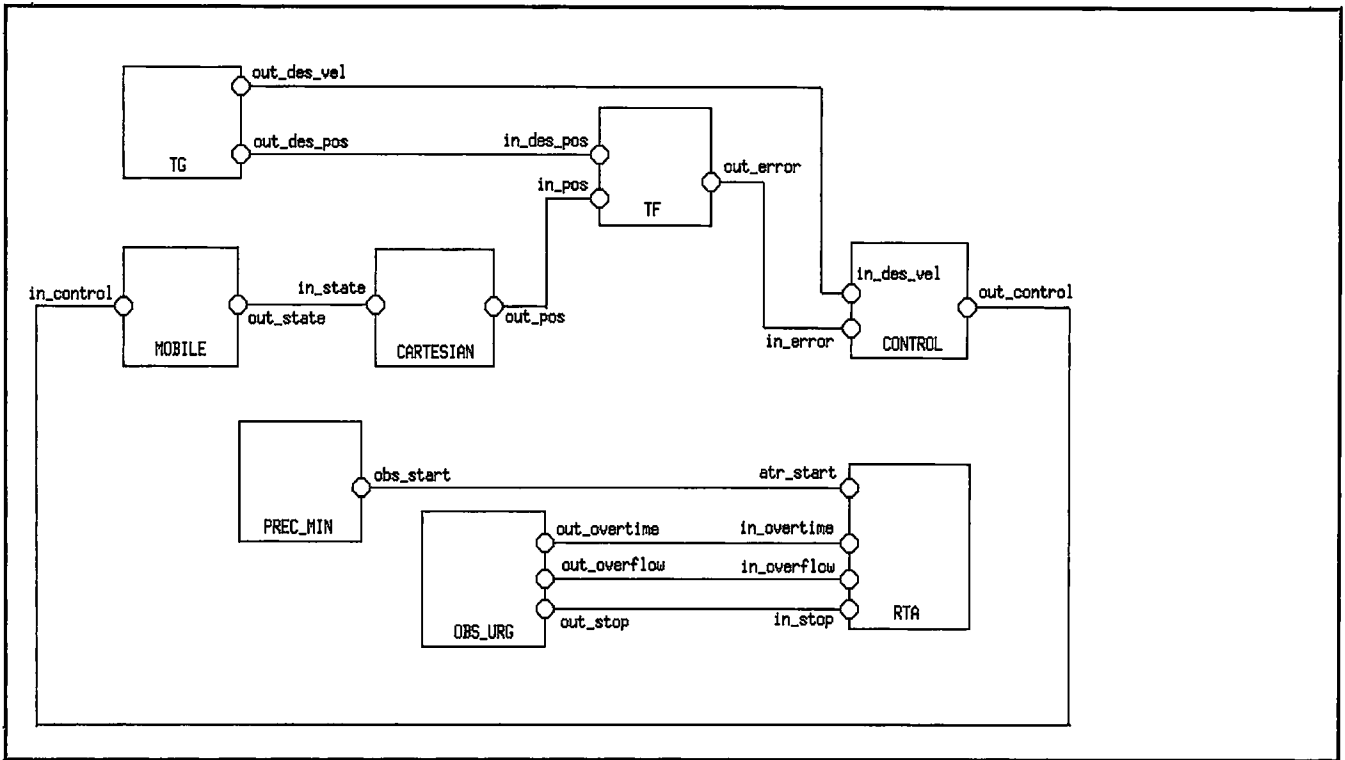 out_des_vel
out_des_pos
in_des_pos
TG
in_pos
out_error
TF
in_control
in_state
in_des_vel
out_control
out_state
out_pos
MOBILE
CARTESIAN
in_error
CONTROL
obs_start
atr_start
PREC_MIN
out_overtime
in_overtime
out_overflow
in_overflow
out_stop
in_stop
OBS_URG
RTA